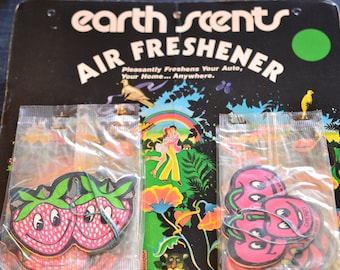 earth scents
AIR FRESHENER
Pleasantly Freshens Your Auto,
Your Home... Anywhere.